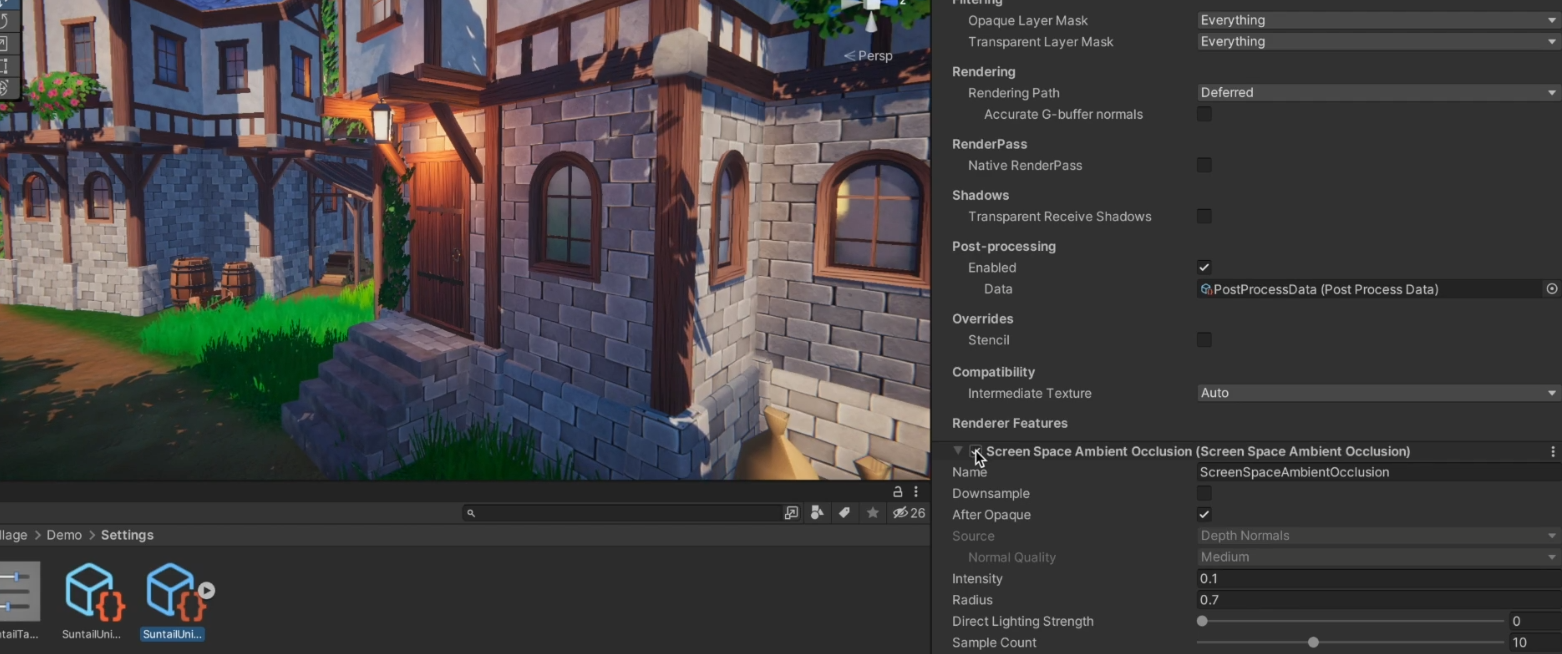 Persp
llage > Demo > Settings
26
tailTa...
SuntailUni...
SuntailUni...
Filtering
Opaque Layer Mask Everything
Transparent Layer Mask Everything
Rendering
Rendering Path Deferred
Accurate G-buffer normals
RenderPass
Native RenderPass
Shadows
Transparent Receive Shadows
Post-processing
Enabled
Data PostProcessData (Post Process Data)
Overrides
Stencil
Compatibility
Intermediate Texture Auto
Renderer Features
Screen Space Ambient Occlusion (Screen Space Ambient Occlusion)
Name ScreenSpaceAmbientOcclusion
Downsample
After Opaque
Source Depth Normals
Normal Quality Medium
Intensity 0.1
Radius 0.7
Direct Lighting Strength 0
Sample Count 10